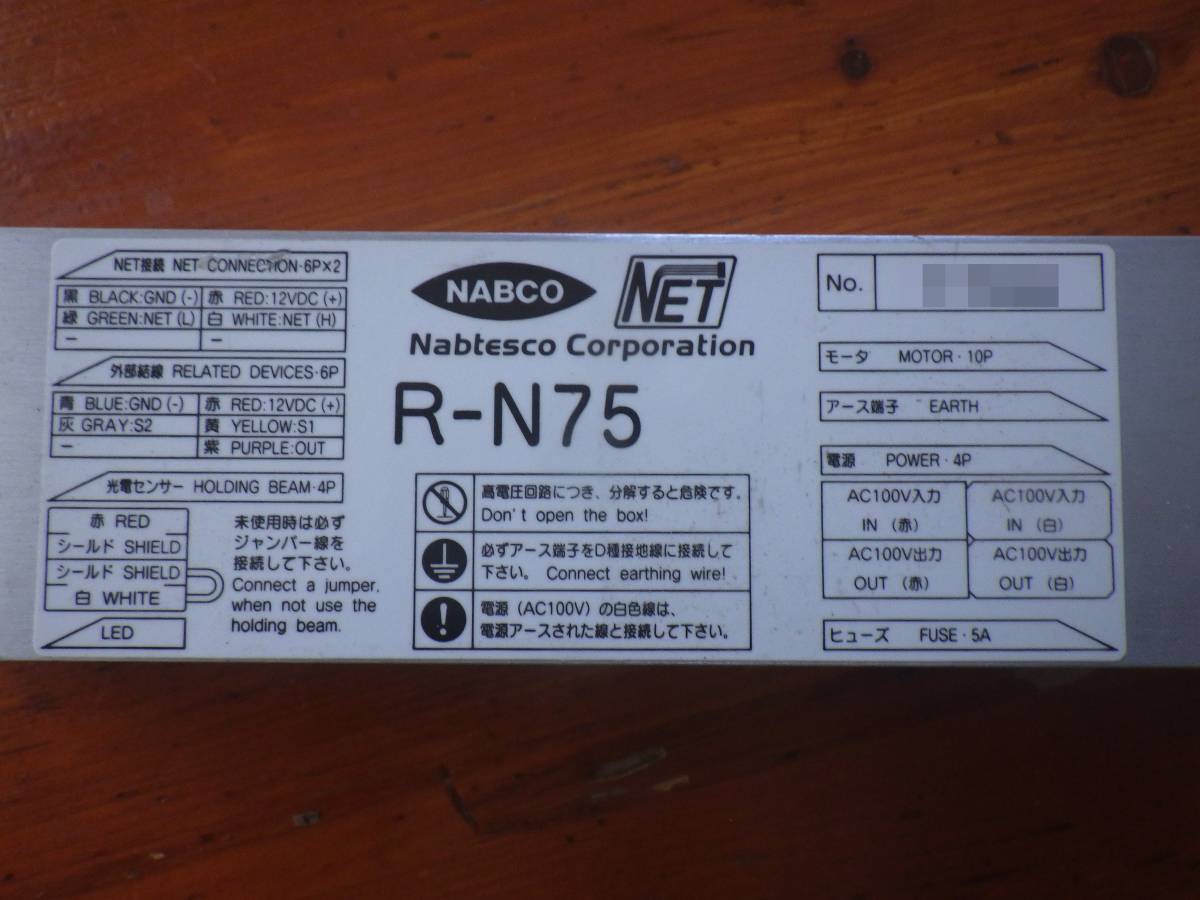 NET接続 NET CONNECTION・6P×2
黒 BLACK:GND (-) 赤 RED:12VDC (+)
緑 GREEN:NET (L) 白 WHITE:NET (H)
− −
外部結線 RELATED DEVICES・6P
青 BLUE:GND (-) 赤 RED:12VDC (+)
灰 GRAY:S2 黄 YELLOW:S1
− 紫 PURPLE:OUT
光電センサー HOLDING BEAM・4P
赤 RED
シールド SHIELD
シールド SHIELD
白 WHITE
未使用時は必ず
ジャンパー線を
接続して下さい。
Connect a jumper.
when not use the
holding beam.
LED
NABCO
NET
Nabtesco Corporation
R-N75
高電圧回路につき、分解すると危険です。
Don't open the box!
必ずアース端子をD種接地線に接続して
下さい。 Connect earthing wire!
電源 (AC100V) の白色線は、
電源アースされた線と接続して下さい。
No.
モータ MOTOR・10P
アース端子 EARTH
電源 POWER・4P
AC100V入力 AC100V入力
IN (赤) IN (白)
AC100V出力 AC100V出力
OUT (赤) OUT (白)
ヒューズ FUSE・5A